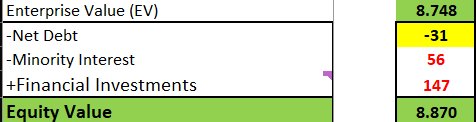 Enterprise Value (EV) 8.748
-Net Debt -31
-Minority Interest 56
+Financial Investments 147
Equity Value 8.870